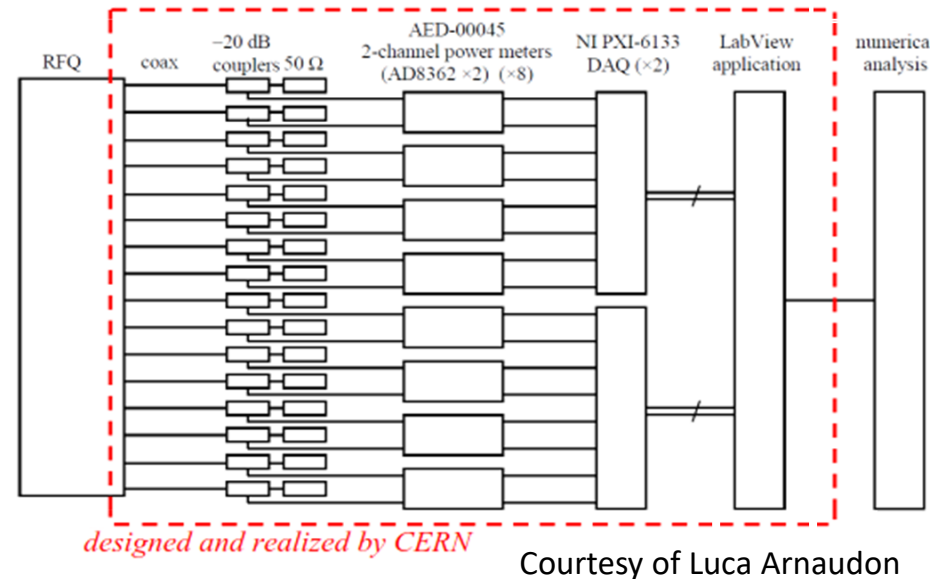 RFQ
coax
−20 dB
couplers 50 Ω
AED-00045
2-channel power meters
(AD8362 ×2) (×8)
NI PXI-6133
DAQ (×2)
LabView
application
numerica
analysis
designed and realized by CERN
Courtesy of Luca Arnaudon